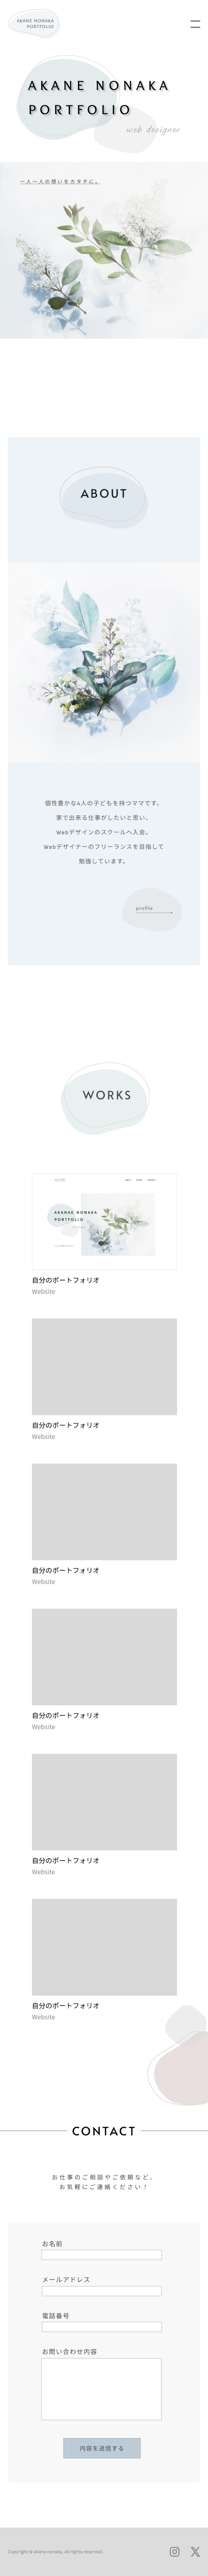 AKANE NONAKA
PORTFOLIO
AKANE NONAKA
PORTFOLIO
web designer
一人一人の想いをカタチに。
ABOUT
個性豊かな4人の子どもを持つママです。
家で出来る仕事がしたいと思い、
Webデザインのスクールへ入会。
Webデザイナーのフリーランスを目指して
勉強しています。
profile
WORKS
AKANAE NONAKA
PORTFOLIO
自分のポートフォリオ
Website
自分のポートフォリオ
Website
自分のポートフォリオ
Website
自分のポートフォリオ
Website
自分のポートフォリオ
Website
自分のポートフォリオ
Website
CONTACT
お仕事のご相談やご依頼など、
お気軽にご連絡ください！
お名前
メールアドレス
電話番号
お問い合わせ内容
内容を送信する
Copyright © akane nonaka. All rights reserved.